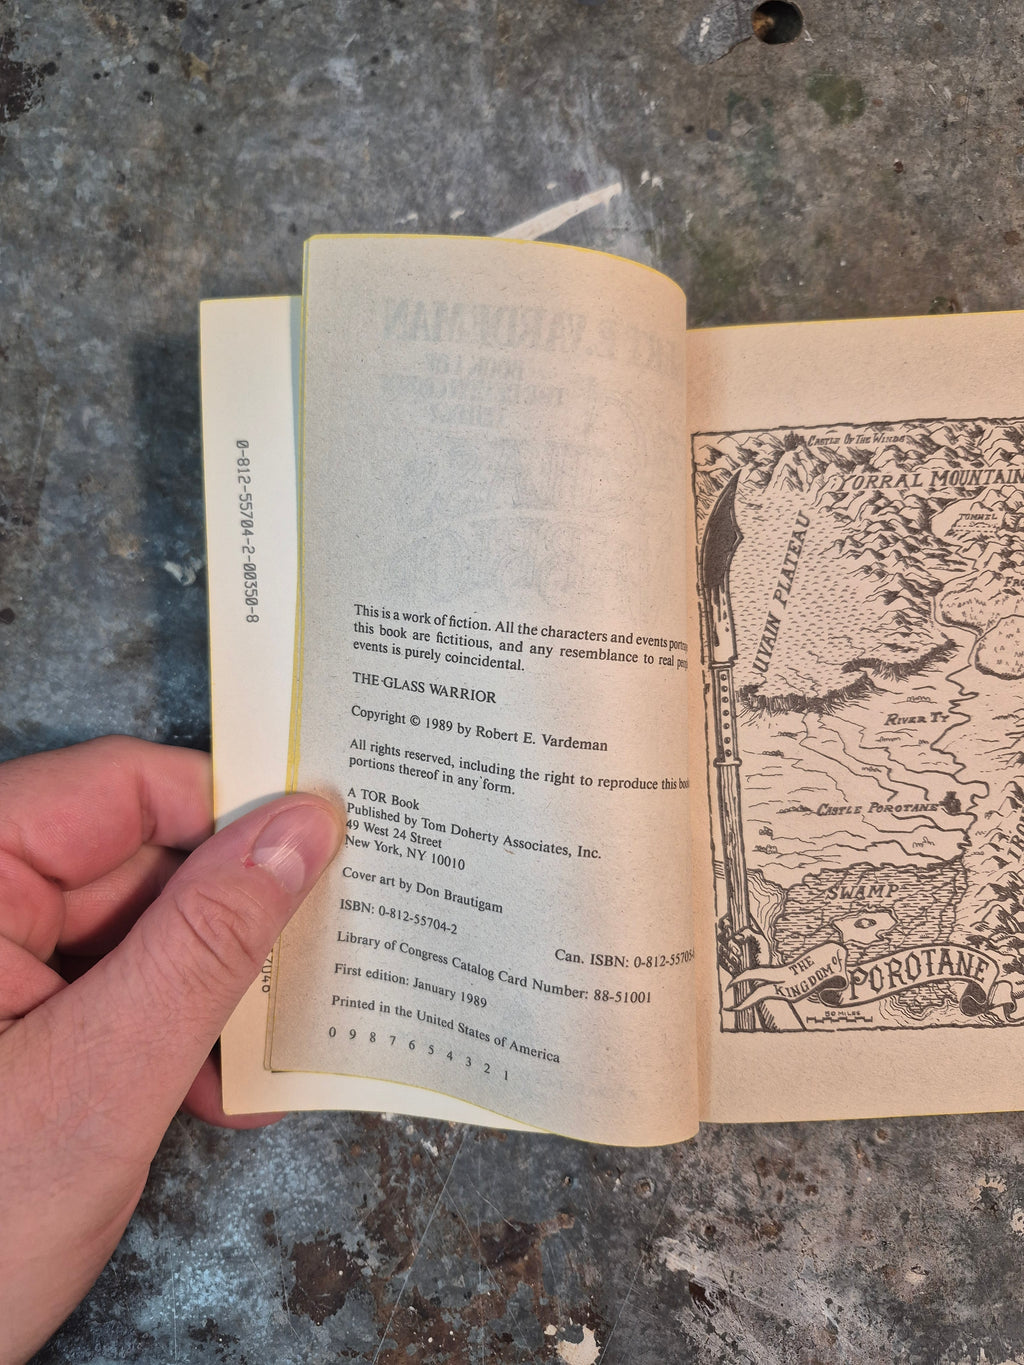 0-812-55704-2-00350-8
This is a work of fiction. All the characters and events
this book are fictitious, and any resemblance to real
events is purely coincidental.
THE GLASS WARRIOR
Copyright © 1989 by Robert E. Vardeman
All rights reserved, including the right to reproduce this
portions thereof in any form.
A TOR Book
Published by Tom Doherty Associates, Inc.
49 West 24 Street
New York, NY 10010
Cover art by Don Brautigam
ISBN: 0-812-55704-2
Can. ISBN: 0-812-5570
Library of Congress Catalog Card Number: 88-51001
First edition: January 1989
Printed in the United States of America
0 9 8 7 6 5 4 3 2 1
CASTLE OF THE WINDS
YORRAL MOUNTAIN
UVAIN PLATEAU
RIVER TY
CASTLE POROTANE
SWAMP
THE
KINGDOM OF
POROTANE
50 MILES